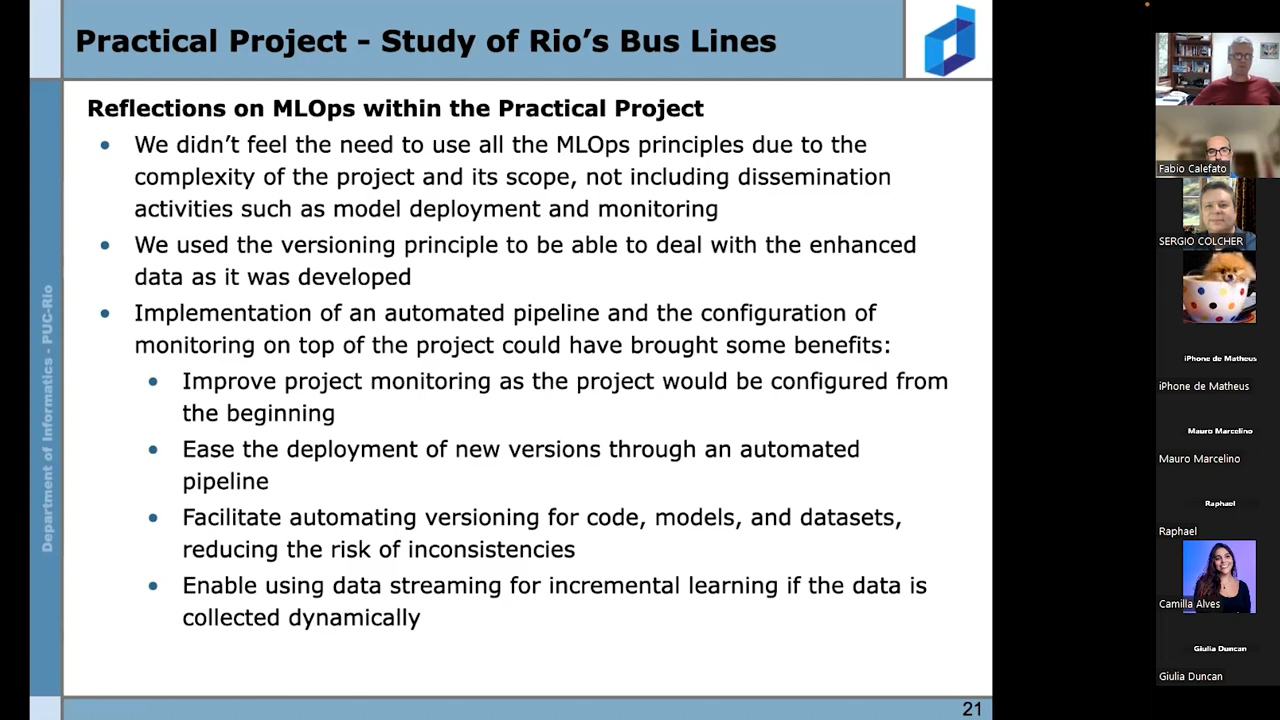 Practical Project - Study of Rio's Bus Lines
Department of Informatics - PUC-Rio
Reflections on MLOps within the Practical Project
• We didn't feel the need to use all the MLOps principles due to the
complexity of the project and its scope, not including dissemination
activities such as model deployment and monitoring
• We used the versioning principle to be able to deal with the enhanced
data as it was developed
• Implementation of an automated pipeline and the configuration of
monitoring on top of the project could have brought some benefits:
• Improve project monitoring as the project would be configured from
the beginning
• Ease the deployment of new versions through an automated
pipeline
• Facilitate automating versioning for code, models, and datasets,
reducing the risk of inconsistencies
• Enable using data streaming for incremental learning if the data is
collected dynamically
21
Fabio Calefato
SERGIO COLCHER
iPhone de Matheus
iPhone de Matheus
Mauro Marcelino
Mauro Marcelino
Raphael
Raphael
Camilla Alves
Giulia Duncan
Giulia Duncan